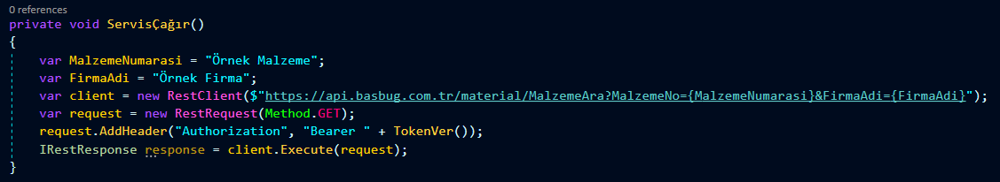 0 references
private void ServisÇağır()
{
var MalzemeNumarasi = "Örnek Malzeme";
var FirmaAdi = "Örnek Firma";
var client = new RestClient($"https://api.basbug.com.tr/material/MalzemeAra?MalzemeNo={MalzemeNumarasi}&FirmaAdi={FirmaAdi}");
var request = new RestRequest(Method.GET);
request.AddHeader("Authorization", "Bearer " + TokenVer());
IRestResponse response = client.Execute(request);
}